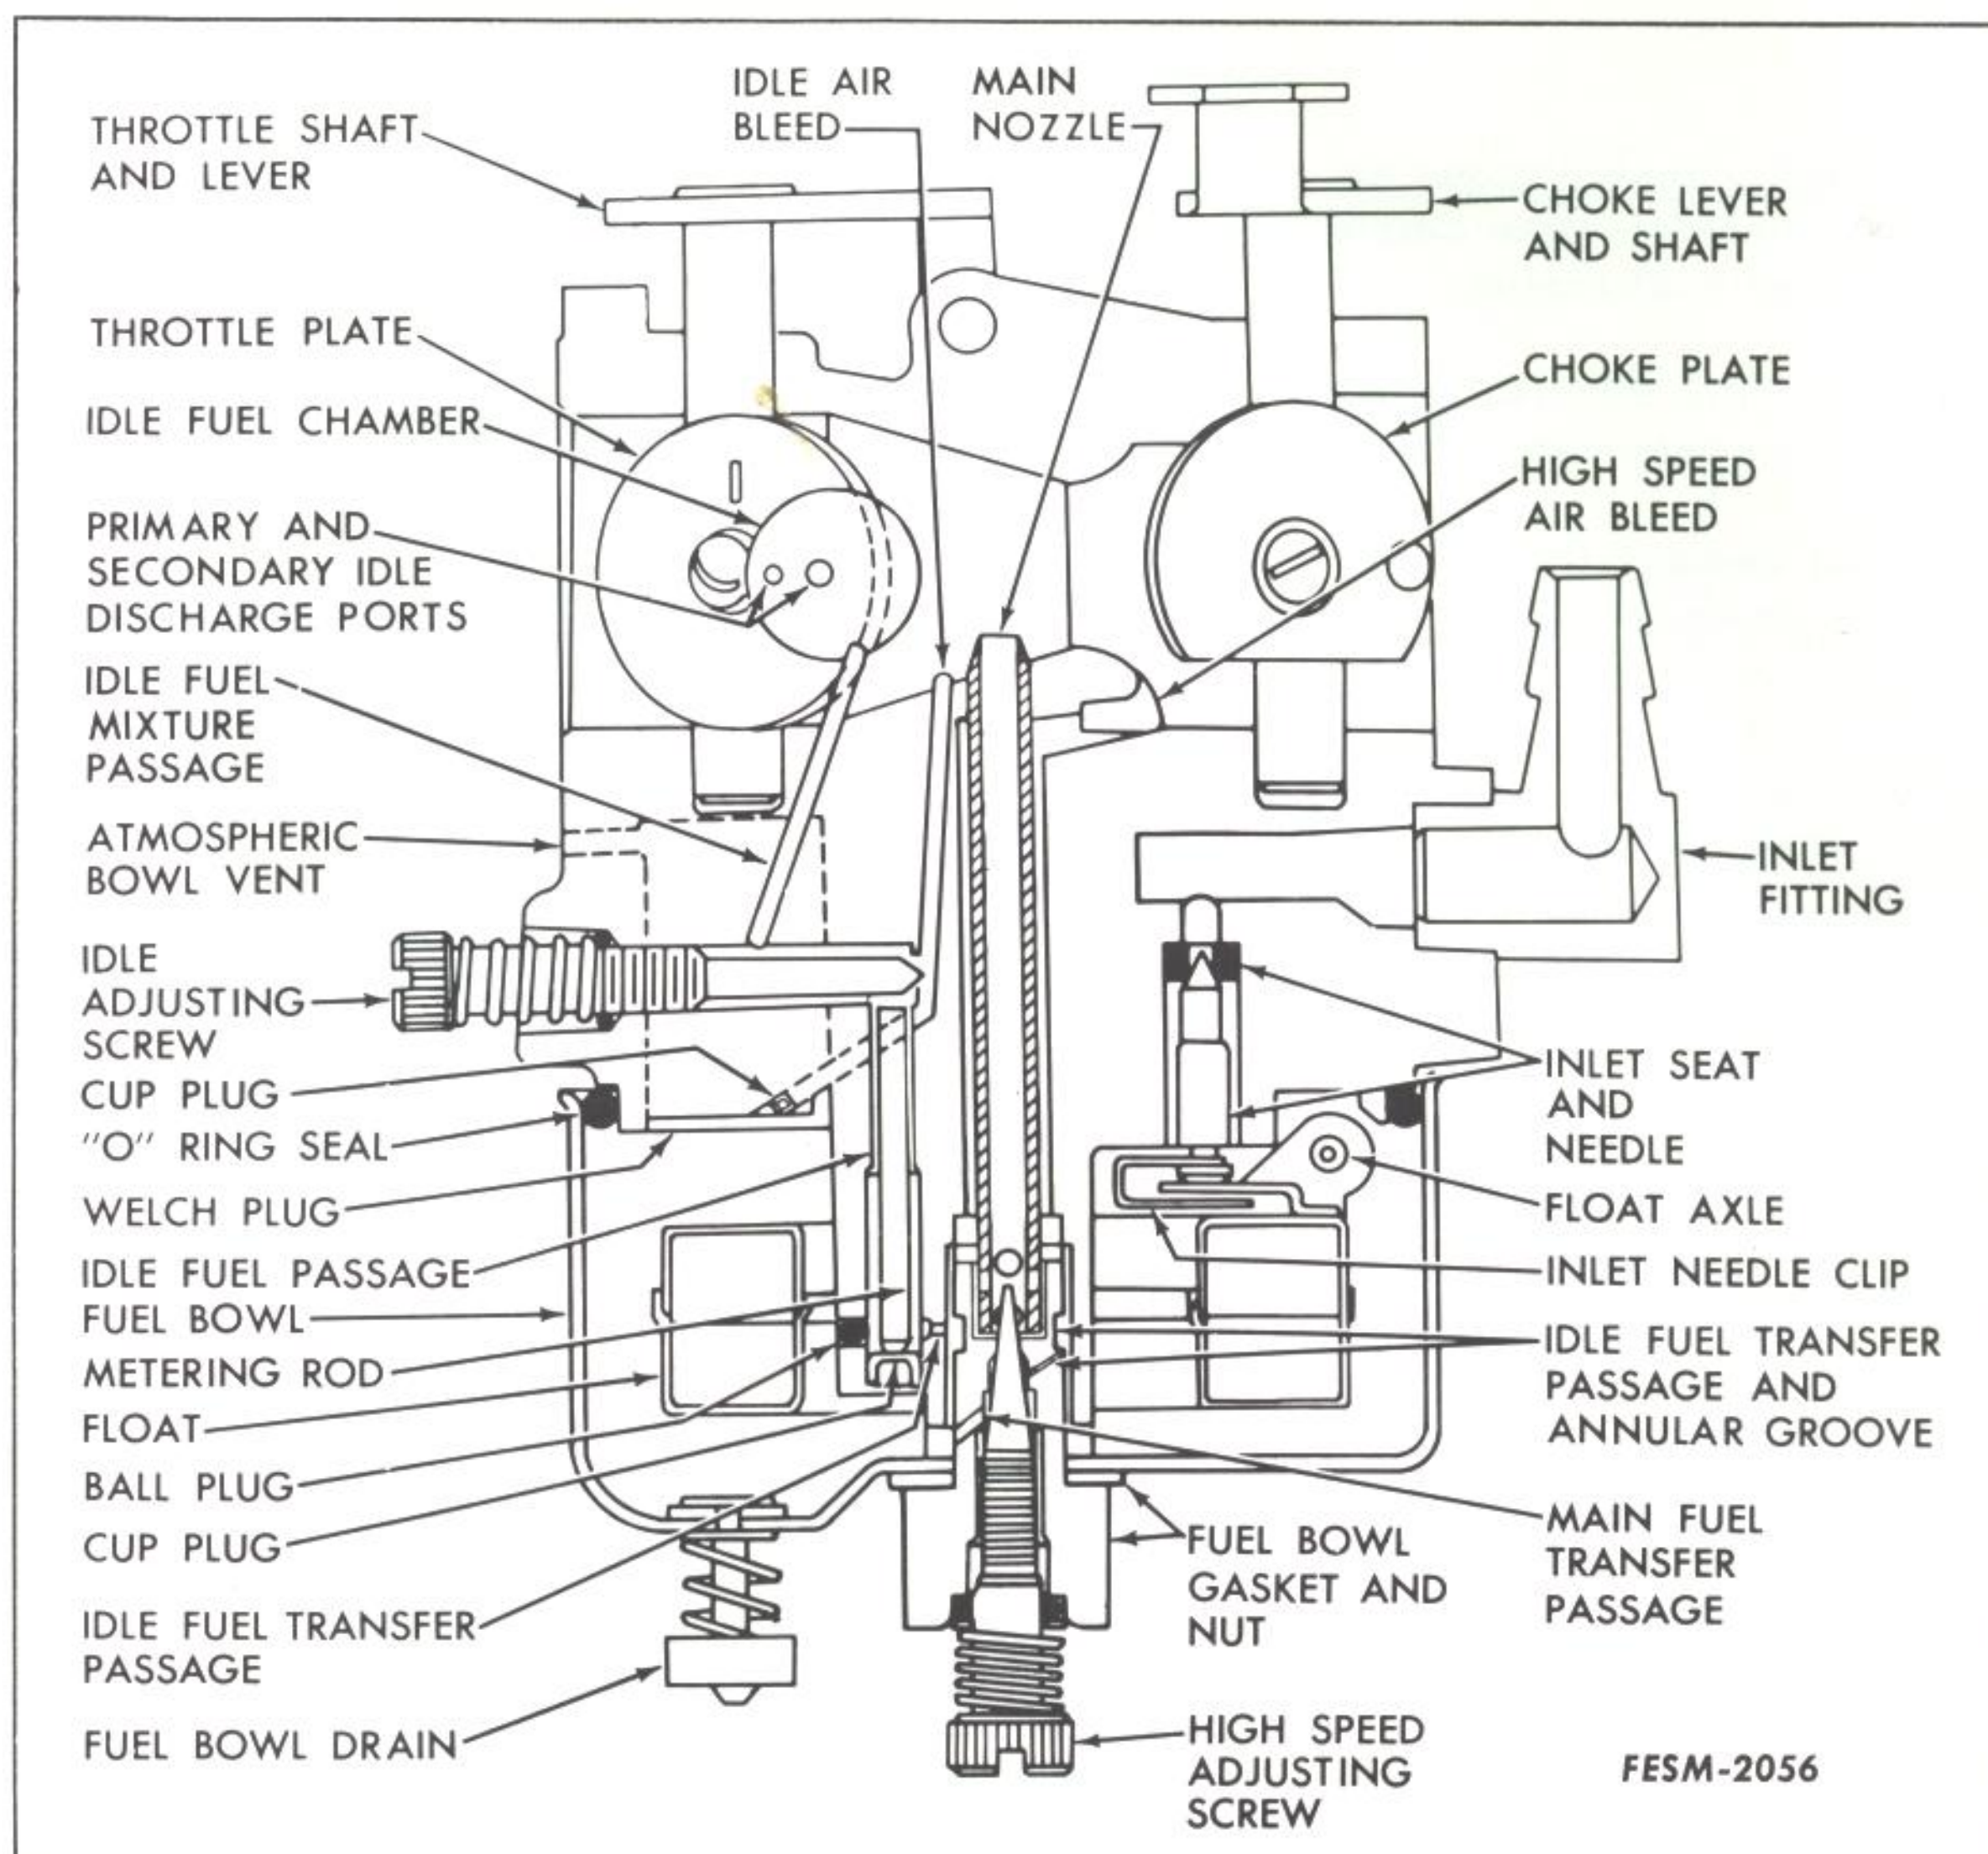 IDLE AIR
BLEED
MAIN
NOZZLE
THROTTLE SHAFT
AND LEVER
THROTTLE PLATE
IDLE FUEL CHAMBER
PRIMARY AND
SECONDARY IDLE
DISCHARGE PORTS
IDLE FUEL
MIXTURE
PASSAGE
ATMOSPHERIC
BOWL VENT
IDLE
ADJUSTING
SCREW
CUP PLUG
"O" RING SEAL
WELCH PLUG
IDLE FUEL PASSAGE
FUEL BOWL
METERING ROD
FLOAT
BALL PLUG
CUP PLUG
IDLE FUEL TRANSFER
PASSAGE
FUEL BOWL DRAIN
CHOKE LEVER
AND SHAFT
CHOKE PLATE
HIGH SPEED
AIR BLEED
INLET
FITTING
INLET SEAT
AND
NEEDLE
FLOAT AXLE
INLET NEEDLE CLIP
IDLE FUEL TRANSFER
PASSAGE AND
ANNULAR GROOVE
MAIN FUEL
TRANSFER
PASSAGE
FUEL BOWL
GASKET AND
NUT
HIGH SPEED
ADJUSTING
SCREW
FESM-2056